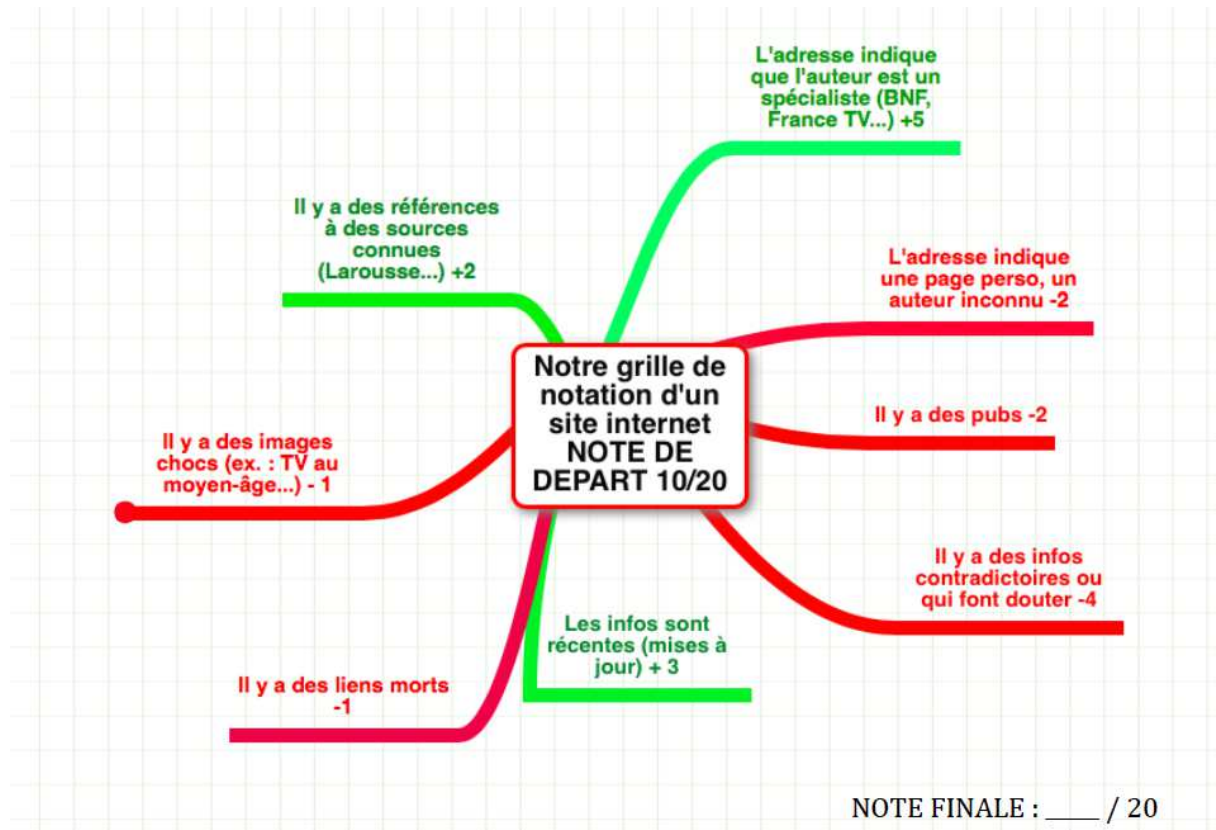 L'adresse indique
que l'auteur est un
spécialiste (BNF,
France TV...) +5
Il y a des références
à des sources
connues
(Larousse...) +2
L'adresse indique
une page perso, un
auteur inconnu -2
Notre grille de
notation d'un
site internet
NOTE DE
DEPART 10/20
Il y a des pubs -2
Il y a des images
chocs (ex. : TV au
moyen-âge...) - 1
Il y a des infos
contradictoires ou
qui font douter -4
Les infos sont
récentes (mises à
jour) + 3
Il y a des liens morts
-1
NOTE FINALE : ____ / 20